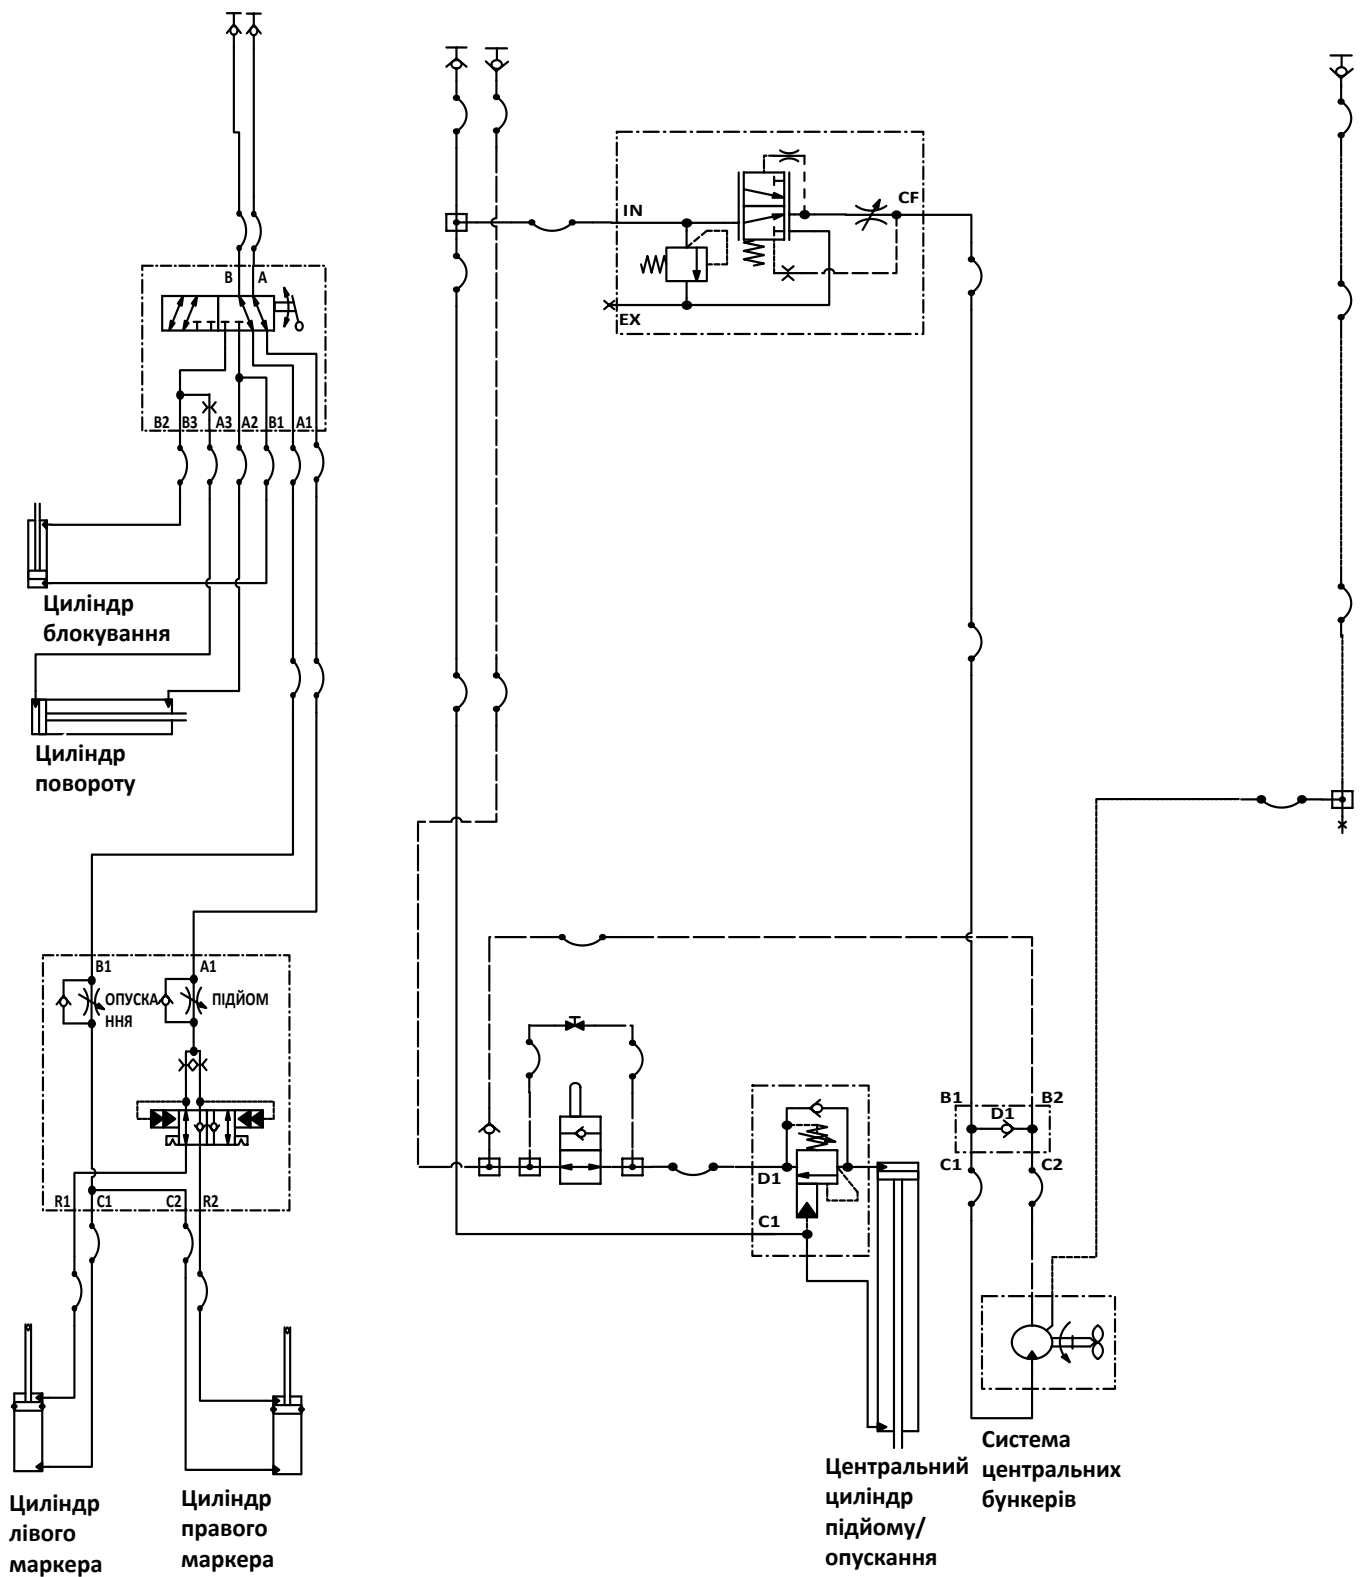 IN
CF
EX
B A
B2 B3 A3 A2 B1 A1
Циліндр
блокування
Циліндр
повороту
B1
A1
ОПУСКА
ННЯ
ПІДЙОМ
R1 C1 C2 R2
D1
C1
B1
D1
B2
C1
C2
Циліндр
лівого
маркера
Циліндр
правого
маркера
Центральний
циліндр
підйому/
опускання
Система
центральних
бункерів